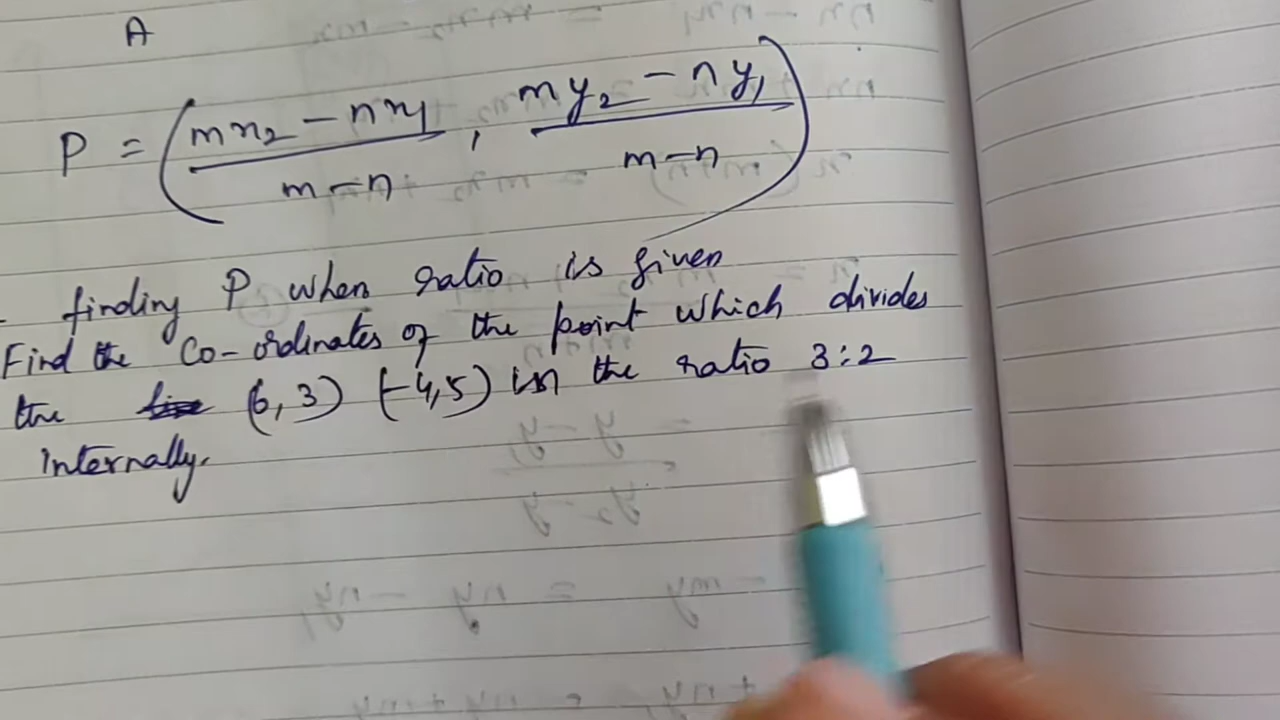 A
P = (mx₂ - nx₁ / m-n , my₂ - ny₁ / m-n)
finding P when ratio is given
Find the Co-ordinates of the point which divides
the (6,3) (-4,5) in the ratio 3:2
internally.